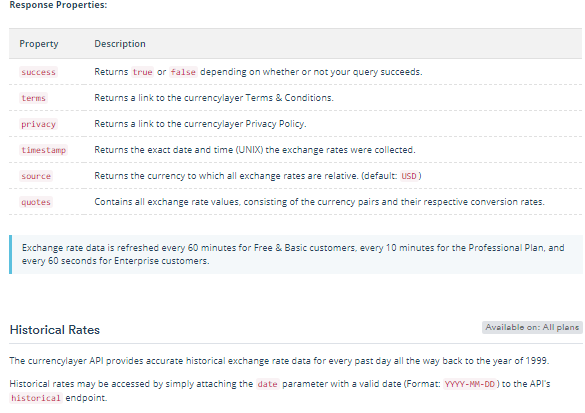 Response Properties:
Property Description
success Returns true or false depending on whether or not your query succeeds.
terms Returns a link to the currencylayer Terms & Conditions.
privacy Returns a link to the currencylayer Privacy Policy.
timestamp Returns the exact date and time (UNIX) the exchange rates were collected.
source Returns the currency to which all exchange rates are relative. (default: USD)
quotes Contains all exchange rate values, consisting of the currency pairs and their respective conversion rates.
Exchange rate data is refreshed every 60 minutes for Free & Basic customers, every 10 minutes for the Professional Plan, and
every 60 seconds for Enterprise customers.
Historical Rates Available on: All plans
The currencylayer API provides accurate historical exchange rate data for every past day all the way back to the year of 1999.
Historical rates may be accessed by simply attaching the date parameter with a valid date (Format: YYYY-MM-DD) to the API's
historical endpoint.